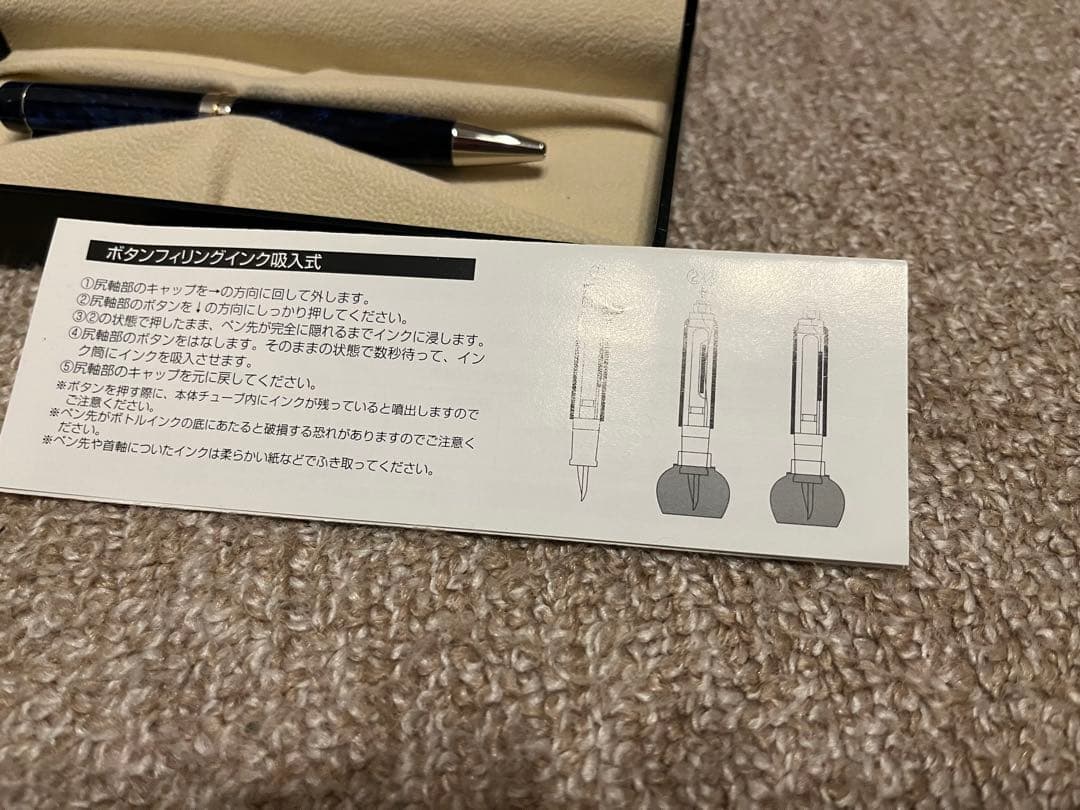 ボタンフィリングインク吸入式
①尻軸部のキャップを→の方向に回して外します。
②尻軸部のボタンを↓の方向にしっかり押してください。
③②の状態で押したまま、ペン先が完全に隠れるまでインクに浸します。
④尻軸部のボタンをはなします。そのままの状態で数秒待って、イン
ク筒にインクを吸入させます。
⑤尻軸部のキャップを元に戻してください。
※ボタンを押す際に、本体チューブ内にインクが残っていると噴出しますので
ご注意ください。
※ペン先がボトルインクの底にあたると破損する恐れがありますのでご注意く
ださい。
※ペン先や首軸についたインクは柔らかい紙などでふき取ってください。
②